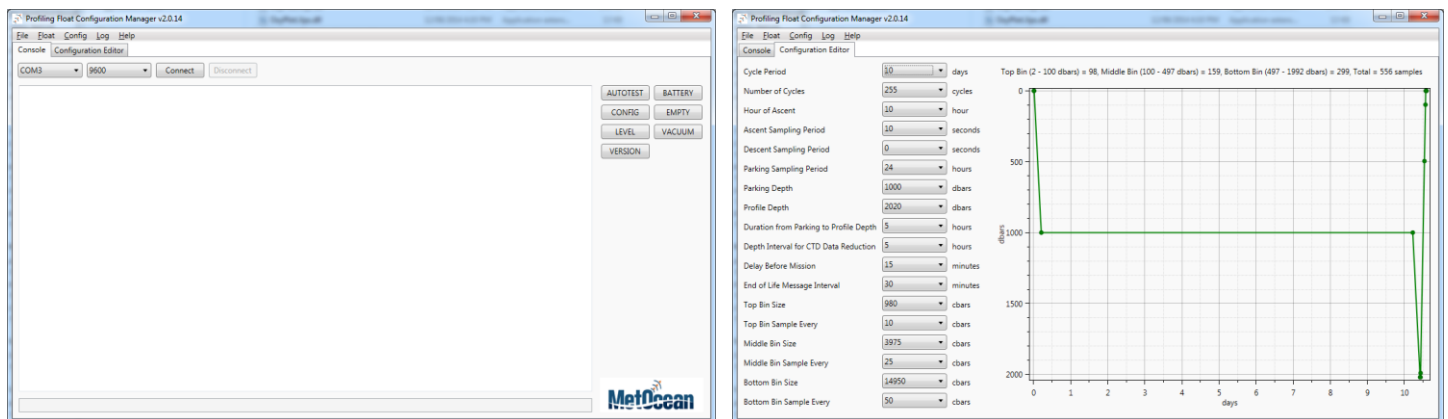 Profiling Float Configuration Manager v2.0.14
File Float Config Log Help
Console Configuration Editor
COM3 9600 Connect Disconnect
AUTOTEST BATTERY
CONFIG EMPTY
LEVEL VACUUM
VERSION
MetOcean
Profiling Float Configuration Manager v2.0.14
File Float Config Log Help
Console Configuration Editor
Cycle Period 10 days
Number of Cycles 255 cycles
Hour of Ascent 10 hour
Ascent Sampling Period 10 seconds
Descent Sampling Period 0 seconds
Parking Sampling Period 24 hours
Parking Depth 1000 dbars
Profile Depth 2020 dbars
Duration from Parking to Profile Depth 5 hours
Depth Interval for CTD Data Reduction 5 hours
Delay Before Mission 15 minutes
End of Life Message Interval 30 minutes
Top Bin Size 980 cbars
Top Bin Sample Every 10 cbars
Middle Bin Size 3975 cbars
Middle Bin Sample Every 25 cbars
Bottom Bin Size 14950 cbars
Bottom Bin Sample Every 50 cbars
Top Bin (2 - 100 dbars) = 98, Middle Bin (100 - 497 dbars) = 159, Bottom Bin (497 - 1992 dbars) = 299, Total = 556 samples
0
500
1000
1500
2000
dbars
0 1 2 3 4 5 6 7 8 9 10
days